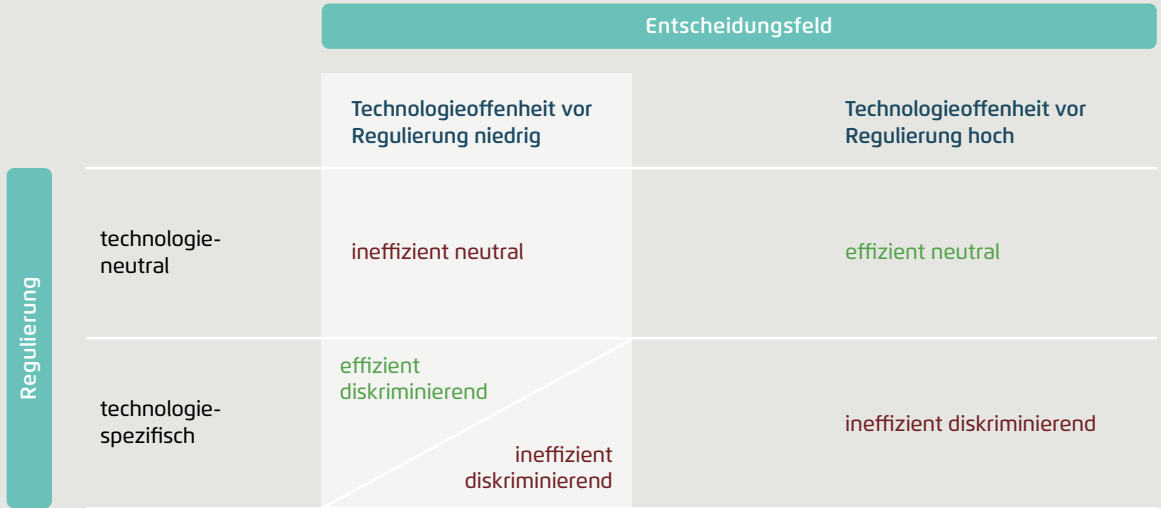 Entscheidungsfeld
Technologieoffenheit vor
Regulierung niedrig
Technologieoffenheit vor
Regulierung hoch
Regulierung
technologie-
neutral
ineffizient neutral
effizient neutral
technologie-
spezifisch
effizient
diskriminierend
ineffizient
diskriminierend
ineffizient diskriminierend